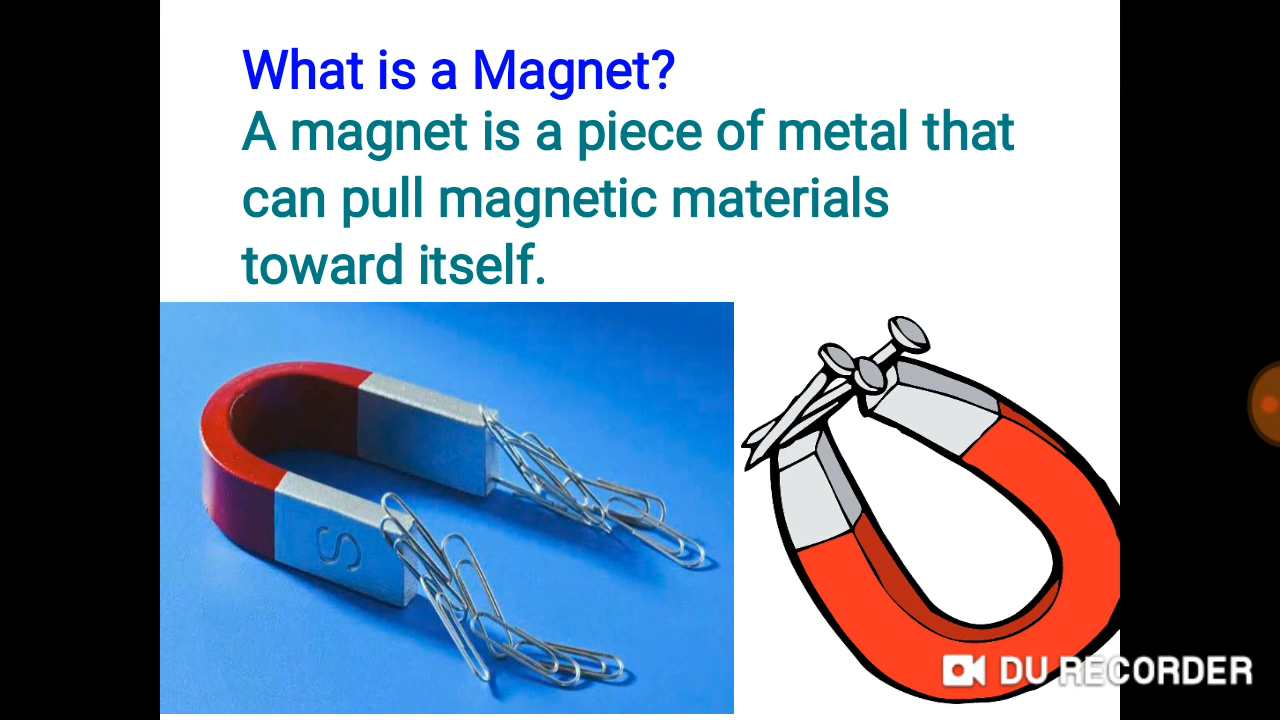 What is a Magnet?
A magnet is a piece of metal that
can pull magnetic materials
toward itself.
S
DU RECORDER